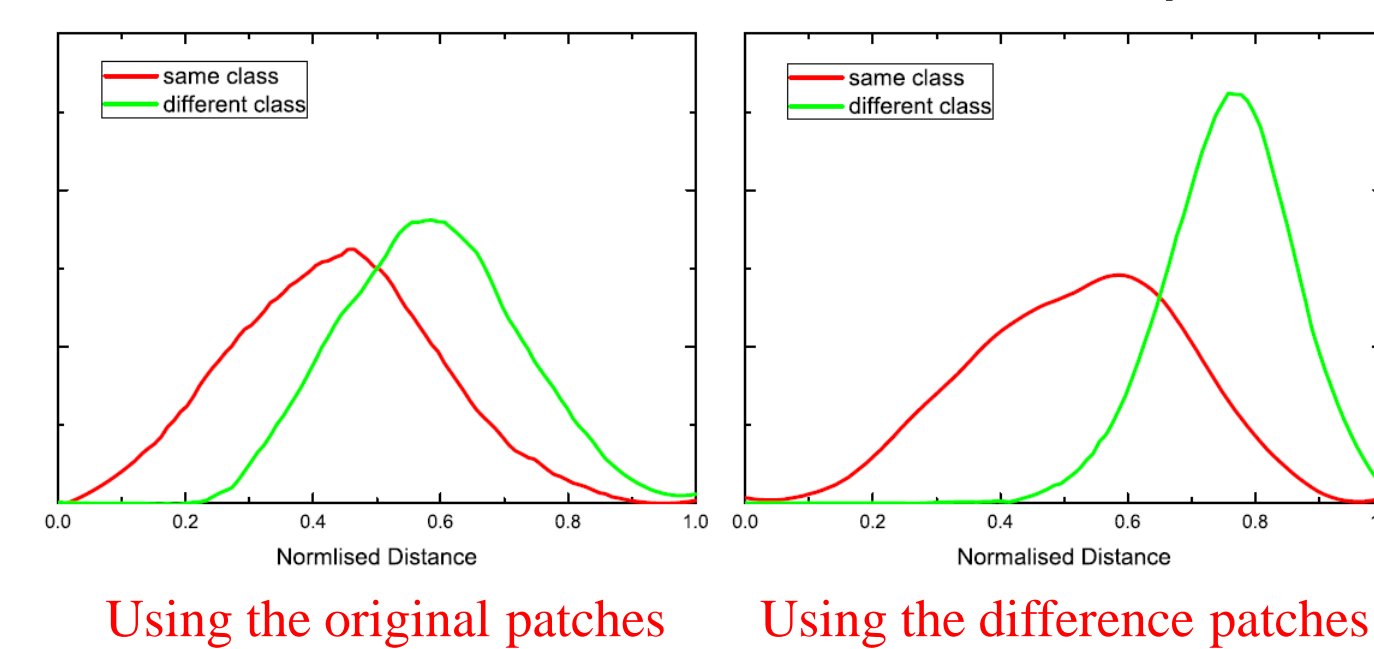 same class
different class
0.0 0.2 0.4 0.6 0.8 1.0
Normlised Distance
Using the original patches
same class
different class
0.0 0.2 0.4 0.6 0.8
Normalised Distance
Using the difference patches